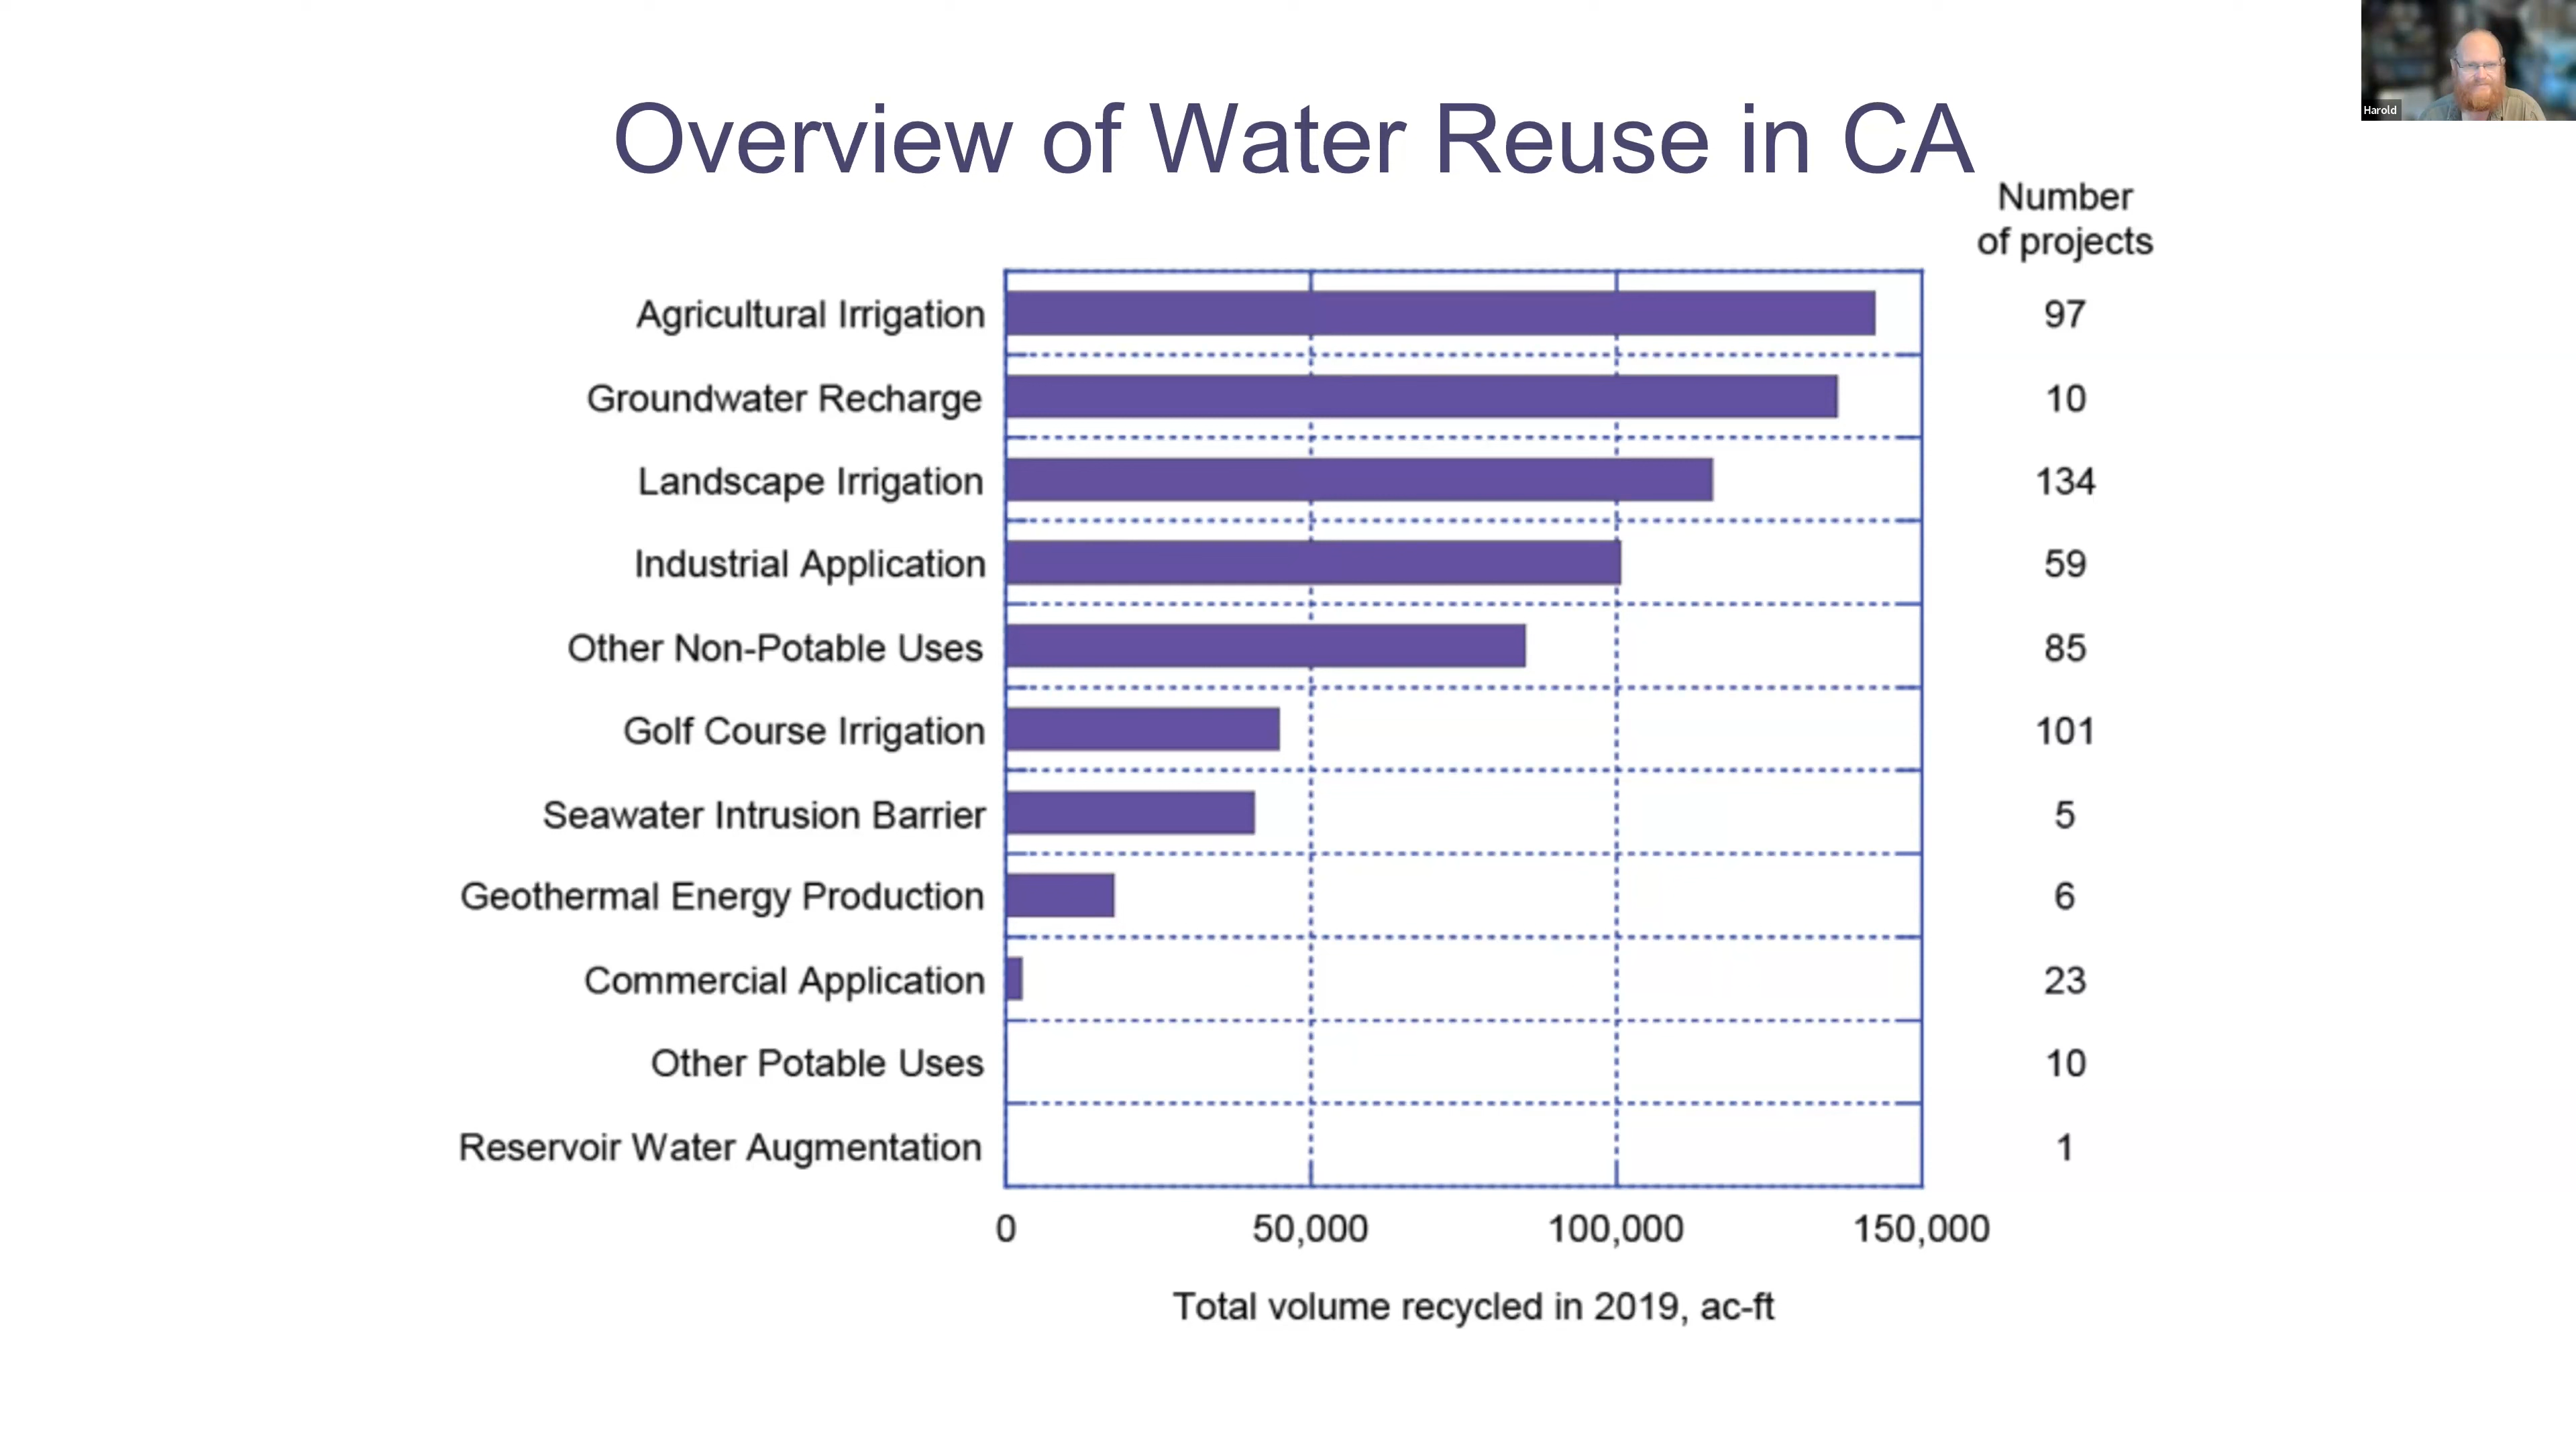 Harold
Overview of Water Reuse in CA
Number
of projects
Agricultural Irrigation 97
Groundwater Recharge 10
Landscape Irrigation 134
Industrial Application 59
Other Non-Potable Uses 85
Golf Course Irrigation 101
Seawater Intrusion Barrier 5
Geothermal Energy Production 6
Commercial Application 23
Other Potable Uses 10
Reservoir Water Augmentation 1
0 50,000 100,000 150,000
Total volume recycled in 2019, ac-ft